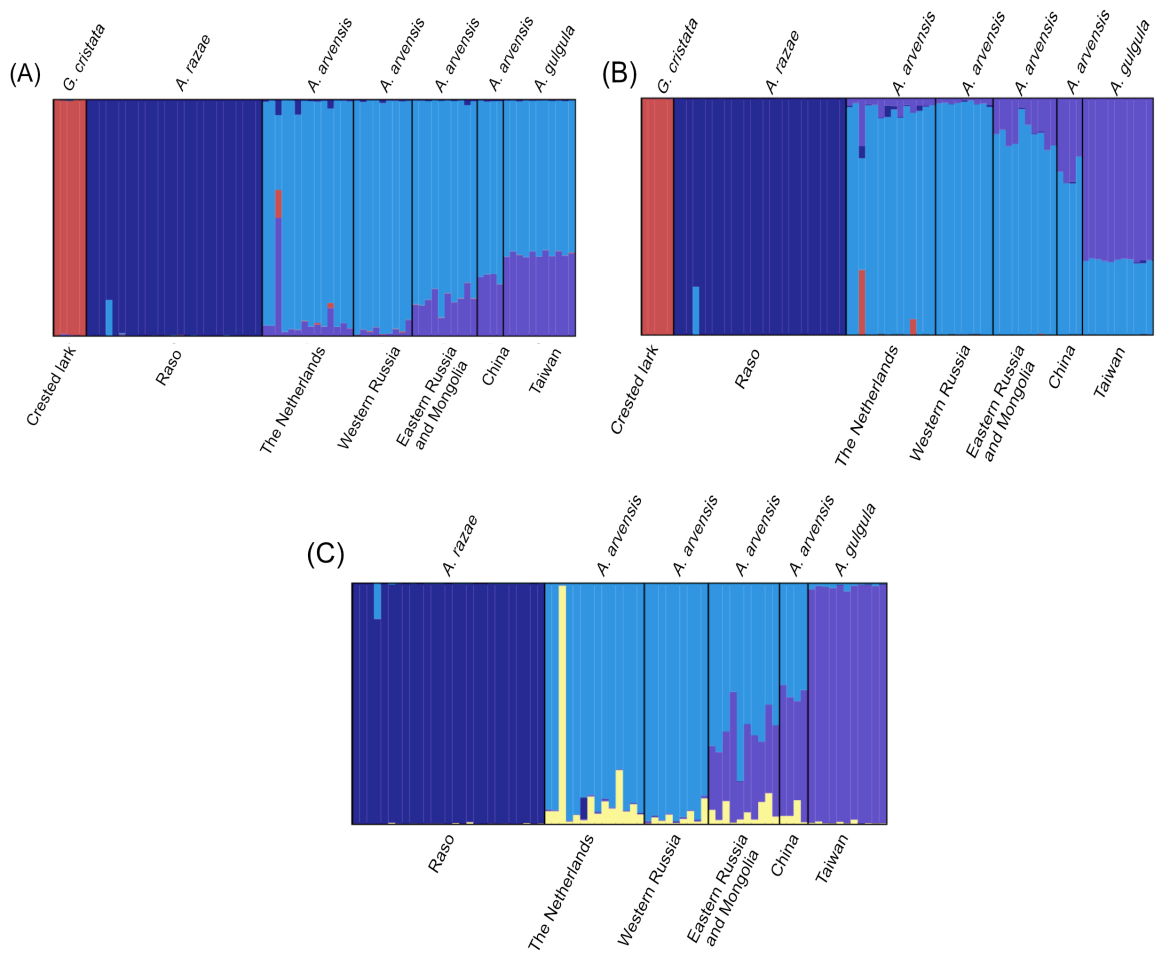 (A)
G. cristata
A. razae
A. arvensis
A. arvensis
A. arvensis
A. arvensis
A. gulgula
Crested lark
Raso
The Netherlands
Western Russia
Eastern Russia
and Mongolia
China
Taiwan
(B)
G. cristata
A. razae
A. arvensis
A. arvensis
A. arvensis
A. arvensis
A. gulgula
Crested lark
Raso
The Netherlands
Western Russia
Eastern Russia
and Mongolia
China
Taiwan
(C)
A. razae
A. arvensis
A. arvensis
A. arvensis
A. arvensis
A. gulgula
Raso
The Netherlands
Western Russia
Eastern Russia
and Mongolia
China
Taiwan